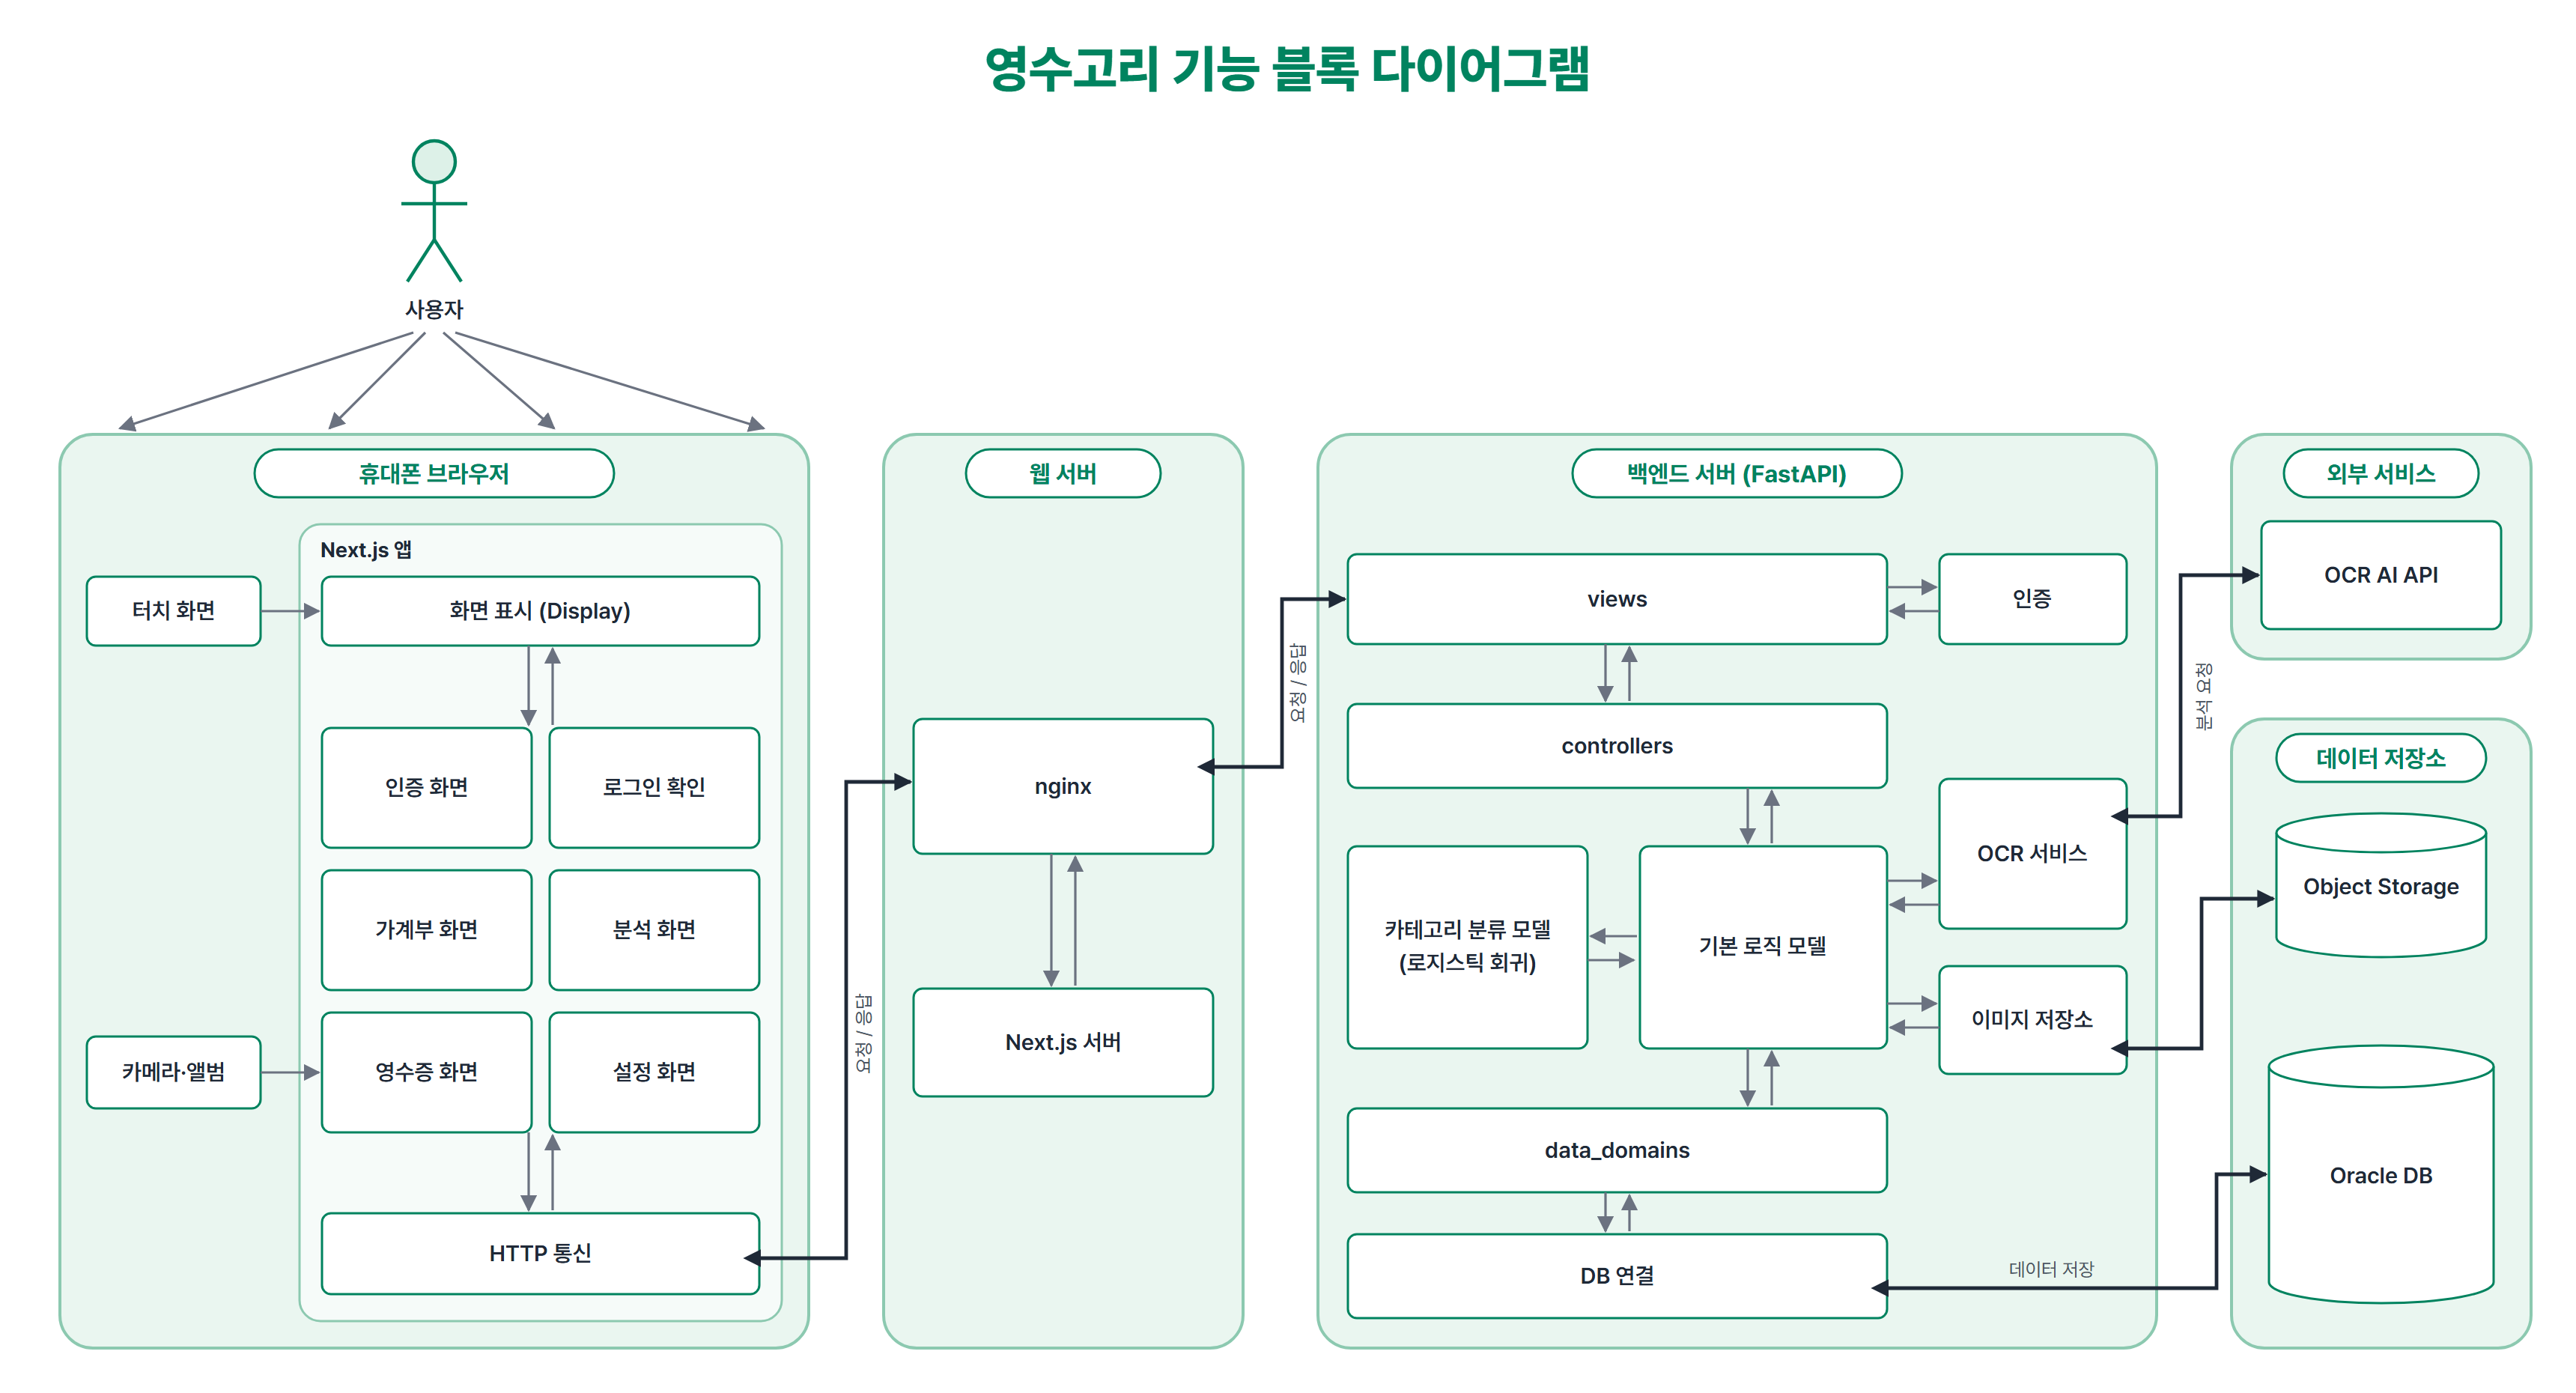 영수고리 기능 블록 다이어그램
사용자
휴대폰 브라우저
Next.js 앱
터치 화면
화면 표시 (Display)
인증 화면
로그인 확인
가계부 화면
분석 화면
카메라·앨범
영수증 화면
설정 화면
HTTP 통신
요청 / 응답
웹 서버
nginx
Next.js 서버
요청 / 응답
백엔드 서버 (FastAPI)
views
인증
controllers
카테고리 분류 모델
(로지스틱 회귀)
기본 로직 모델
OCR 서비스
이미지 저장소
data_domains
DB 연결
데이터 저장
분석 요청
외부 서비스
OCR AI API
데이터 저장소
Object Storage
Oracle DB